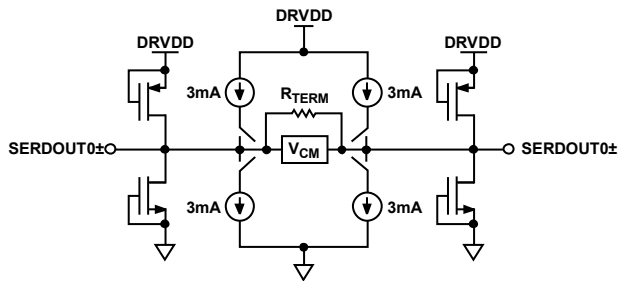 DRVDD
DRVDD
DRVDD
3mA
RTERM
3mA
SERDOUT0±
VCM
SERDOUT0±
3mA
3mA